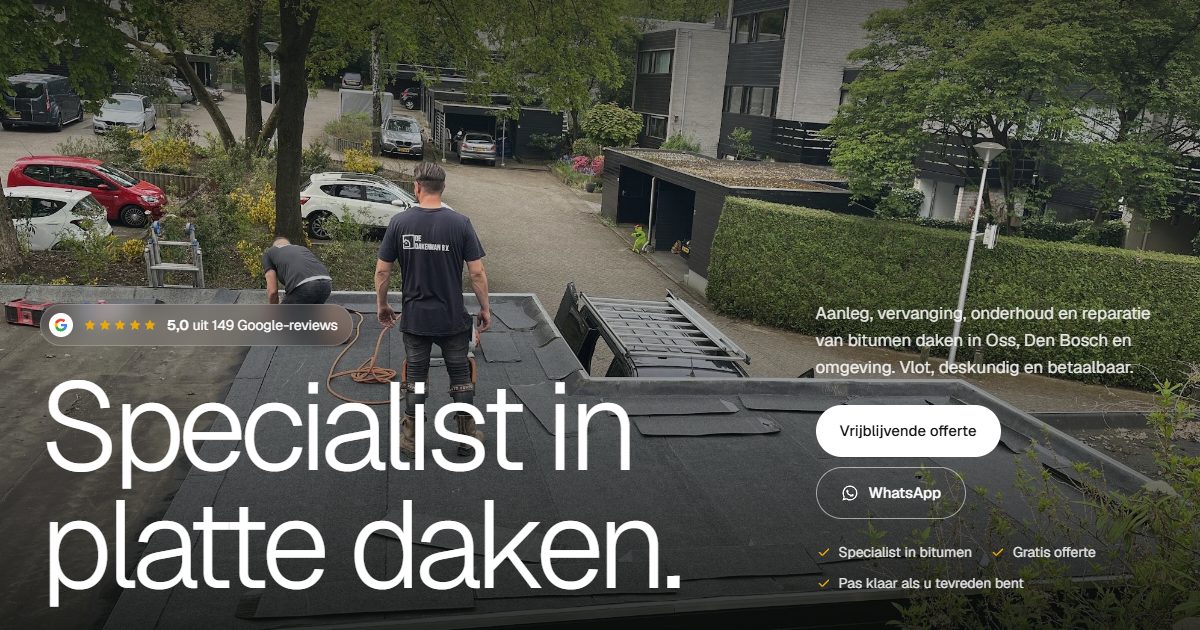 DE
DAKENMAN B.V.
5,0 uit 149 Google-reviews
Specialist in
platte daken.
Aanleg, vervanging, onderhoud en reparatie
van bitumen daken in Oss, Den Bosch en
omgeving. Vlot, deskundig en betaalbaar.
Vrijblijvende offerte
WhatsApp
Specialist in bitumen
Gratis offerte
Pas klaar als u tevreden bent